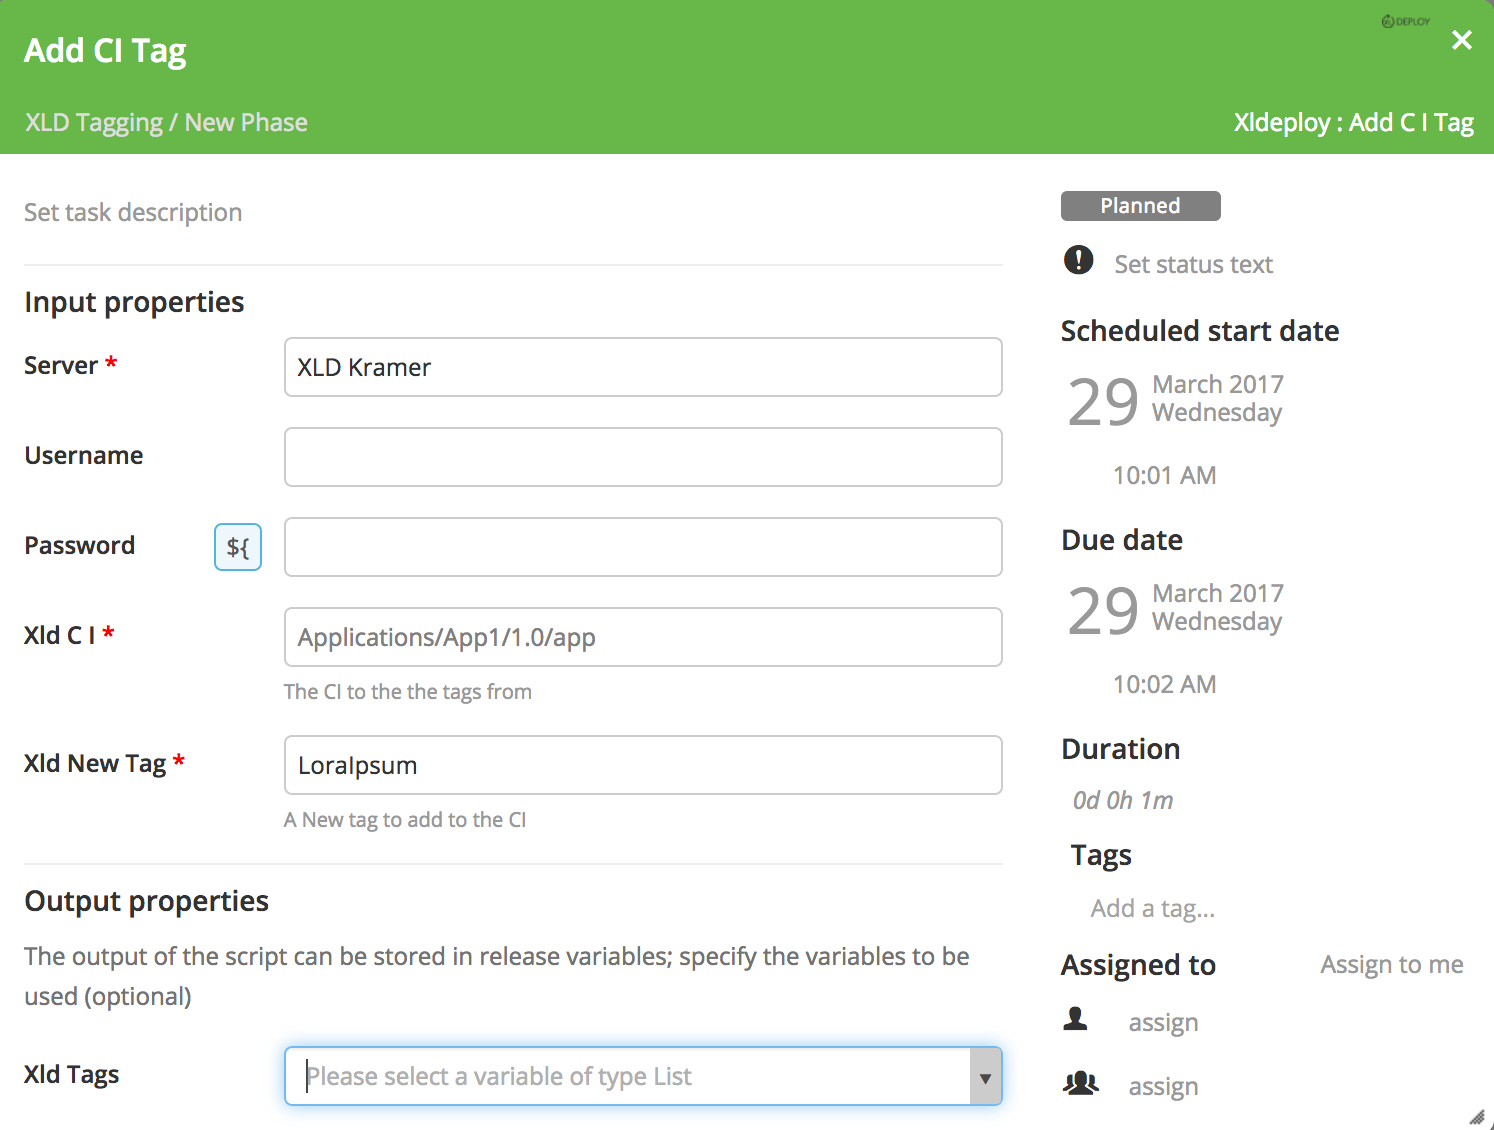 DEPLOY
Add CI Tag
XLD Tagging / New Phase
Xldeploy : Add C I Tag
Set task description
Input properties
Server *
XLD Kramer
Username
Password
${
Xld C I *
Applications/App1/1.0/app
The CI to the the tags from
Xld New Tag *
LoraIpsum
A New tag to add to the CI
Output properties
The output of the script can be stored in release variables; specify the variables to be
used (optional)
Xld Tags
Please select a variable of type List
Planned
Set status text
Scheduled start date
29
March 2017
Wednesday
10:01 AM
Due date
29
March 2017
Wednesday
10:02 AM
Duration
0d 0h 1m
Tags
Add a tag...
Assigned to
Assign to me
assign
assign